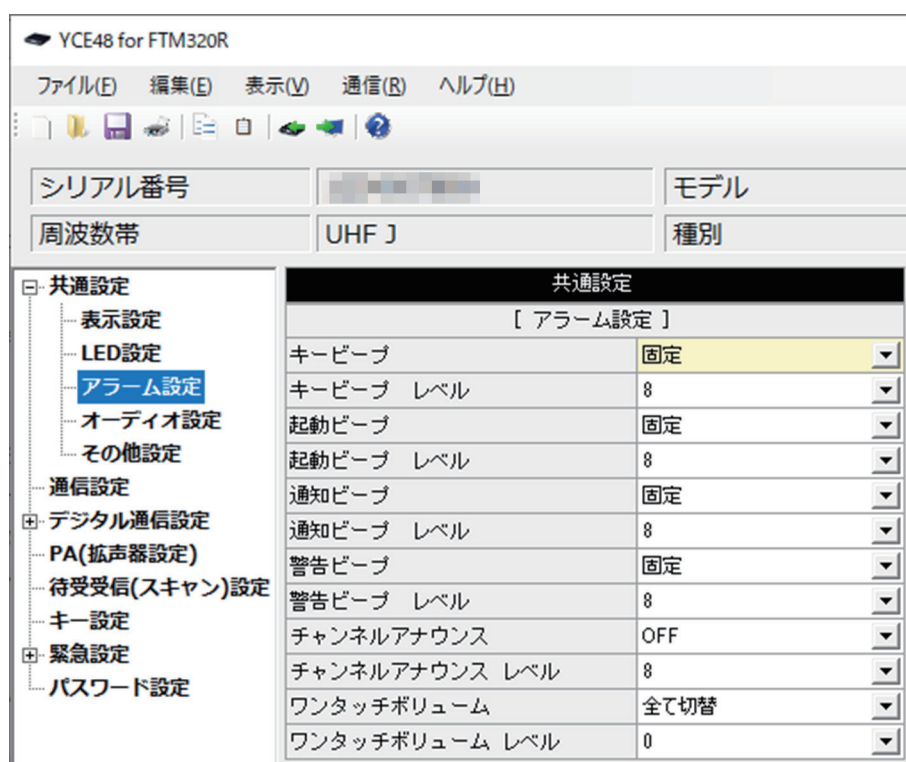 YCE48 for FTM320R
ファイル(F) 編集(E) 表示(V) 通信(R) ヘルプ(H)
シリアル番号 モデル
周波数帯 UHF J 種別
共通設定
表示設定
LED設定
アラーム設定
オーディオ設定
その他設定
通信設定
デジタル通信設定
PA(拡声器設定)
待受受信(スキャン)設定
キー設定
緊急設定
パスワード設定
共通設定
[ アラーム設定 ]
キービープ 固定
キービープ レベル 8
起動ビープ 固定
起動ビープ レベル 8
通知ビープ 固定
通知ビープ レベル 8
警告ビープ 固定
警告ビープ レベル 8
チャンネルアナウンス OFF
チャンネルアナウンス レベル 8
ワンタッチボリューム 全て切替
ワンタッチボリューム レベル 0